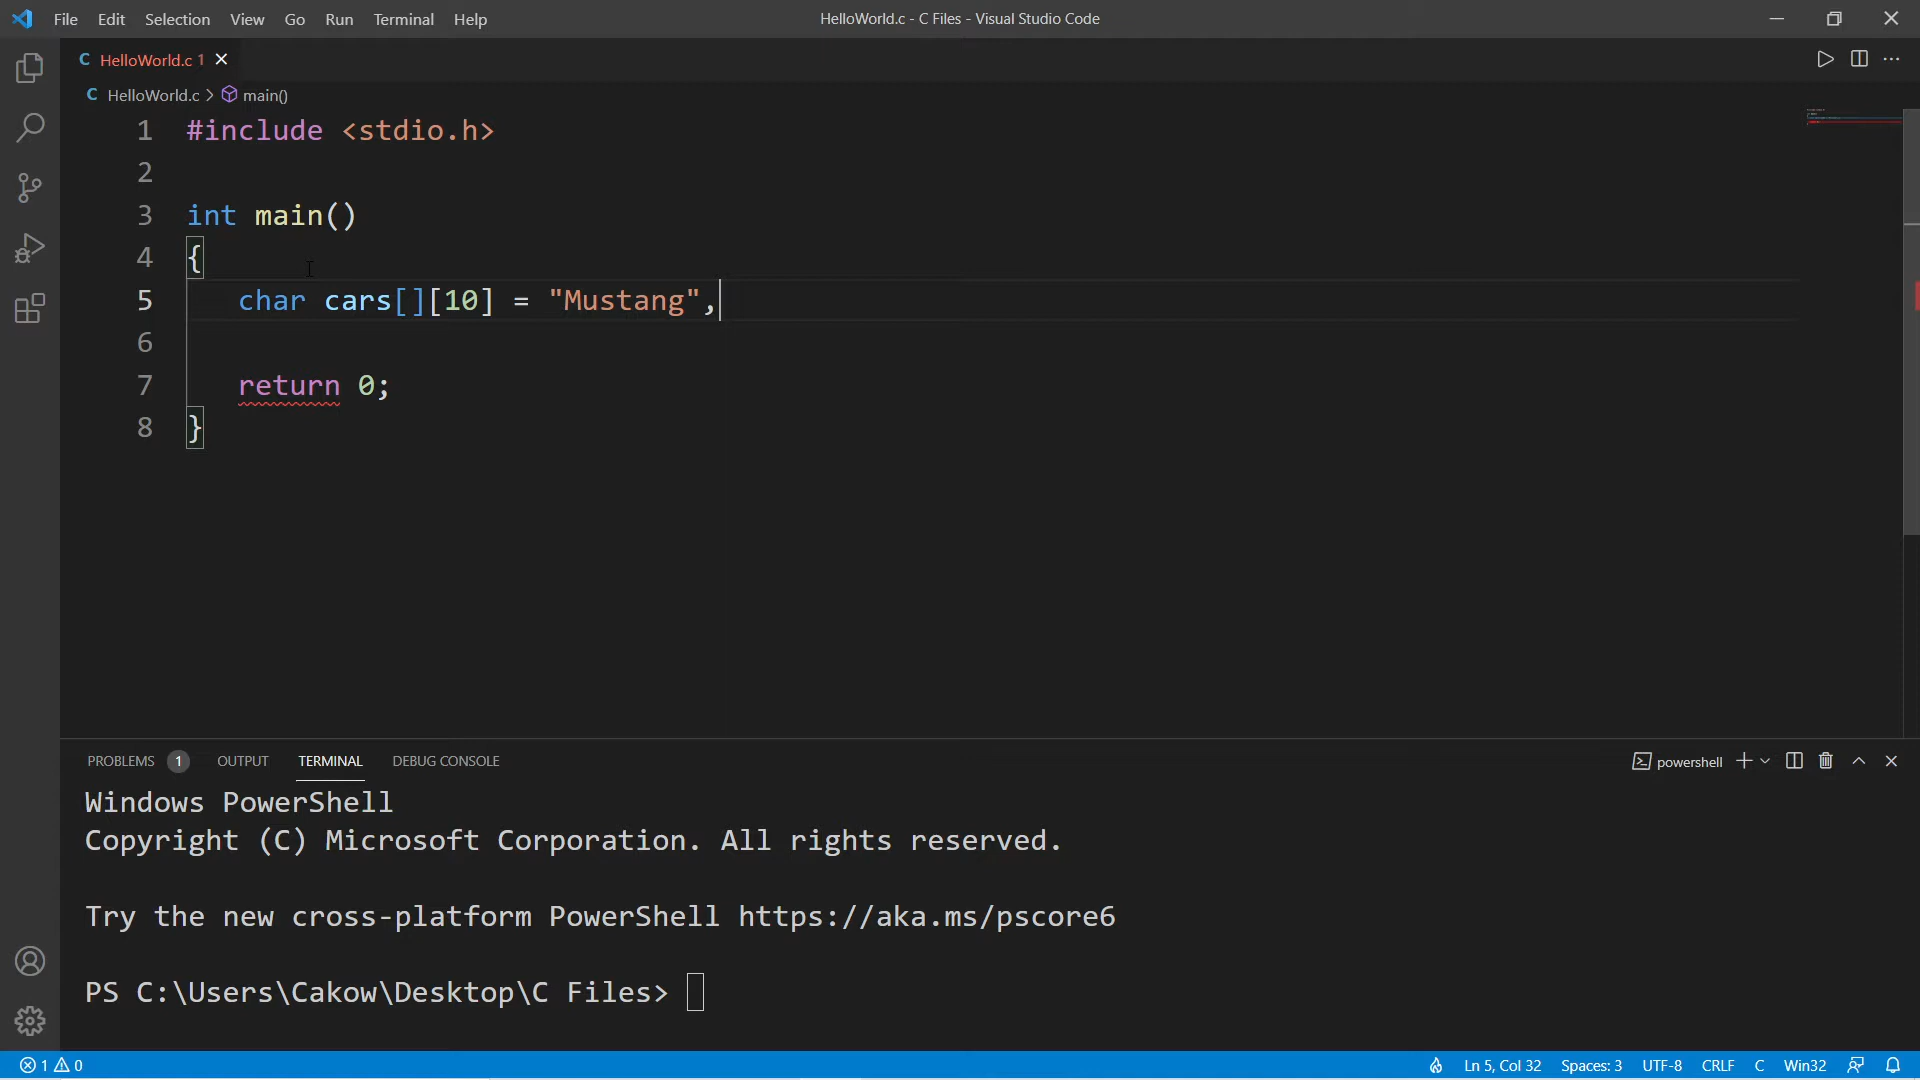 File Edit Selection View Go Run Terminal Help HelloWorld.c - C Files - Visual Studio Code
C HelloWorld.c 1
C HelloWorld.c > main()
1 #include <stdio.h>
2
3 int main()
4 {
5 char cars[][10] = "Mustang",
6
7 return 0;
8 }
PROBLEMS 1 OUTPUT TERMINAL DEBUG CONSOLE powershell
Windows PowerShell
Copyright (C) Microsoft Corporation. All rights reserved.
Try the new cross-platform PowerShell https://aka.ms/pscore6
PS C:\Users\Cakow\Desktop\C Files>
1 0 Ln 5, Col 32 Spaces: 3 UTF-8 CRLF C Win32